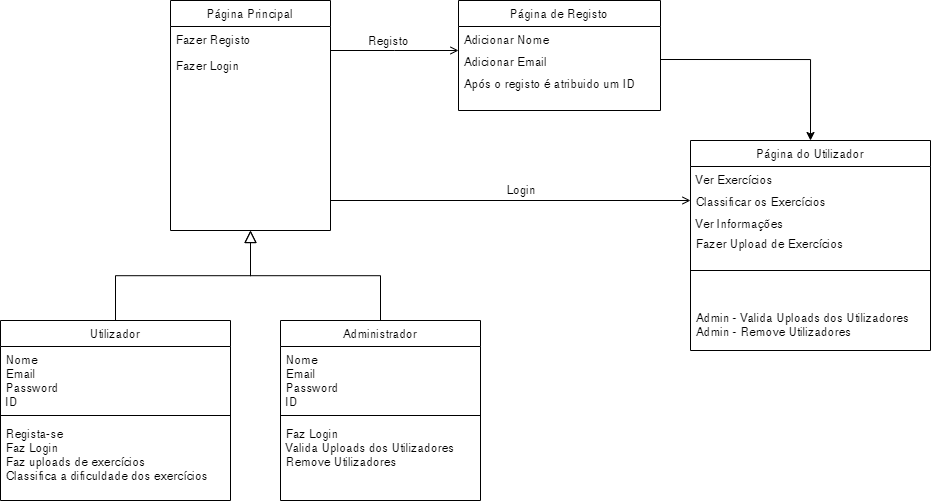 Página Principal
Fazer Registo
Fazer Login
Registo
Página de Registo
Adicionar Nome
Adicionar Email
Após o registo é atribuido um ID
Login
Página do Utilizador
Ver Exercícios
Classificar os Exercícios
Ver Informações
Fazer Upload de Exercícios
Admin - Valida Uploads dos Utilizadores
Admin - Remove Utilizadores
Utilizador
Nome
Email
Password
ID
Regista-se
Faz Login
Faz uploads de exercícios
Classifica a dificuldade dos exercícios
Administrador
Nome
Email
Password
ID
Faz Login
Valida Uploads dos Utilizadores
Remove Utilizadores